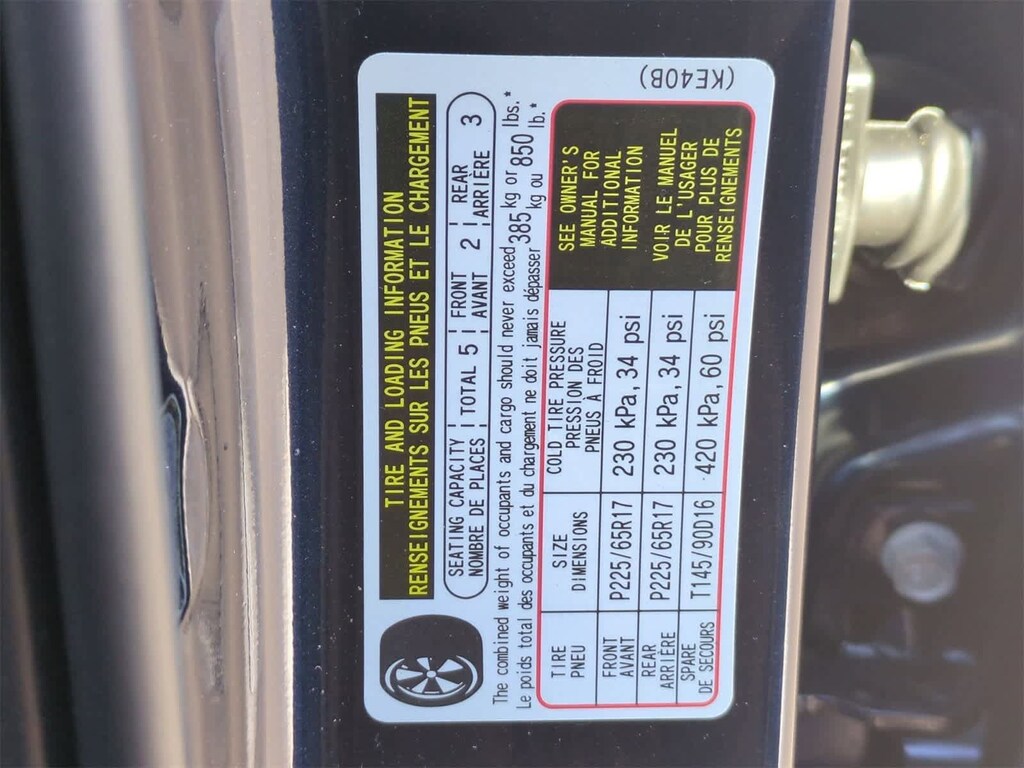 TIRE AND LOADING INFORMATION
RENSEIGNEMENTS SUR LES PNEUS ET LE CHARGEMENT
SEATING CAPACITY TOTAL 5 FRONT 2 REAR 3
NOMBRE DE PLACES AVANT ARRIÈRE
The combined weight of occupants and cargo should never exceed 385 kg or 850 lbs.*
Le poids total des occupants et du chargement ne doit jamais dépasser kg ou lb.*
TIRE SIZE COLD TIRE PRESSURE
PNEU DIMENSIONS PRESSION DES
PNEUS À FROID
FRONT P225/65R17 230 kPa, 34 psi
AVANT
REAR P225/65R17 230 kPa, 34 psi
ARRIÈRE
SPARE T145/90D16 420 kPa, 60 psi
DE SECOURS
SEE OWNER'S
MANUAL FOR
ADDITIONAL
INFORMATION
VOIR LE MANUEL
DE L'USAGER
POUR PLUS DE
RENSEIGNEMENTS
(KE40B)